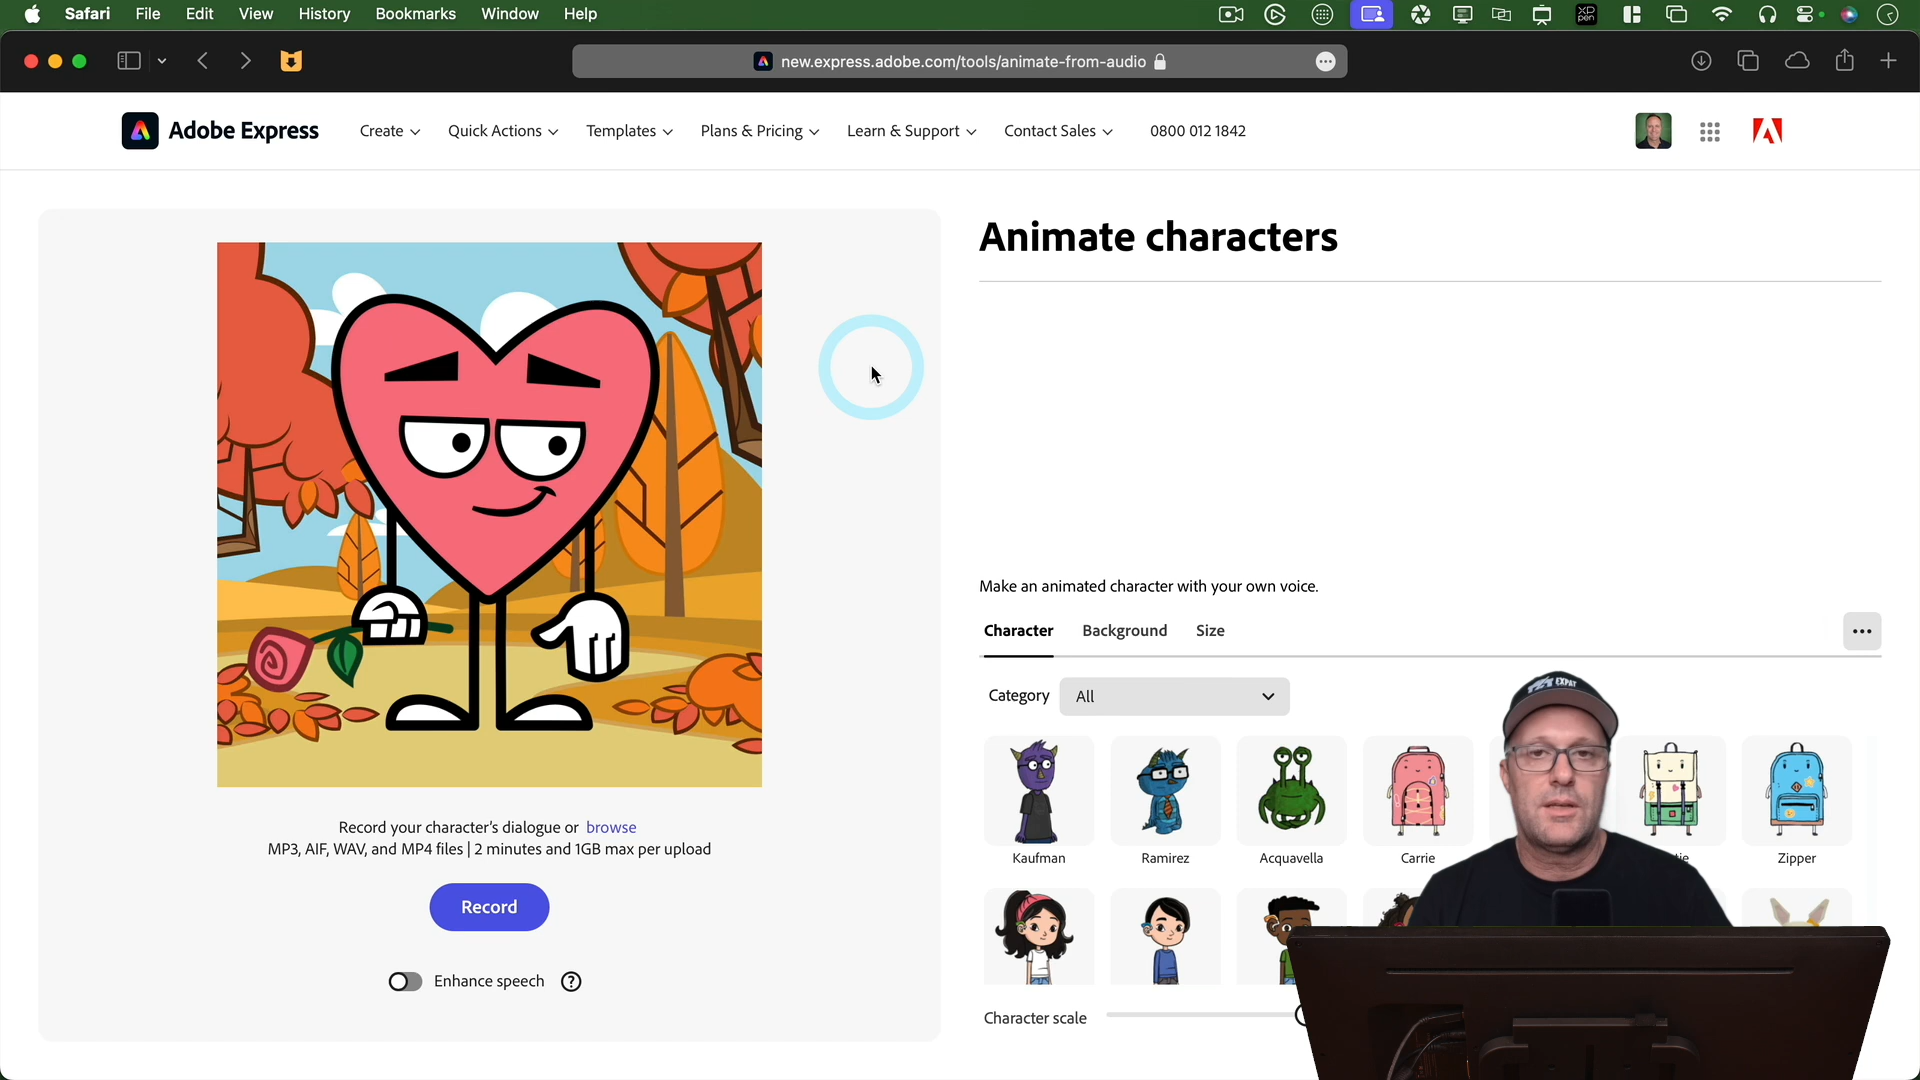 Safari File Edit View History Bookmarks Window Help
XP
pen
new.express.adobe.com/tools/animate-from-audio
Adobe Express Create Quick Actions Templates Plans & Pricing Learn & Support Contact Sales 0800 012 1842
Animate characters
Make an animated character with your own voice.
Character Background Size
Category All
EXPAT
Kaufman Ramirez Acquavella Carrie Zipper
Record your character's dialogue or browse
MP3, AIF, WAV, and MP4 files | 2 minutes and 1GB max per upload
Record
Enhance speech ?
Character scale